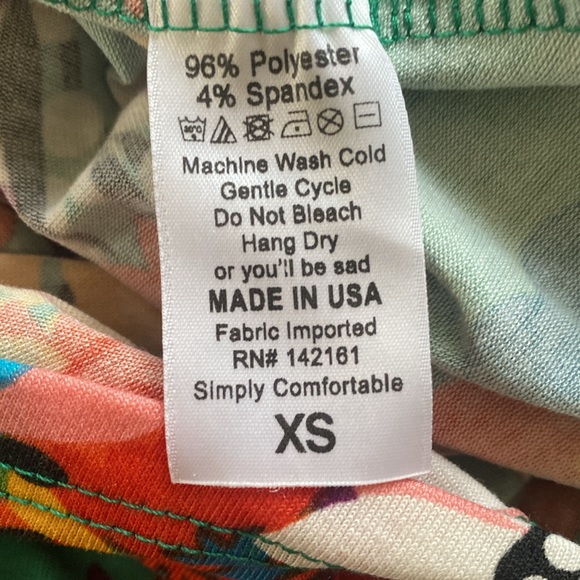 96% Polyester
4% Spandex
Machine Wash Cold
Gentle Cycle
Do Not Bleach
Hang Dry
or you'll be sad
MADE IN USA
Fabric Imported
RN# 142161
Simply Comfortable
XS